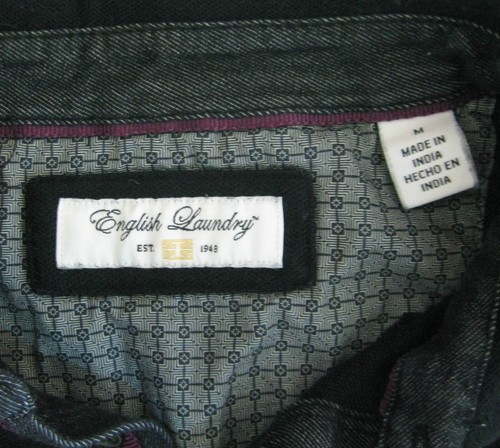 English Laundry™
EST. 1943
M
MADE IN
INDIA
HECHO EN
INDIA